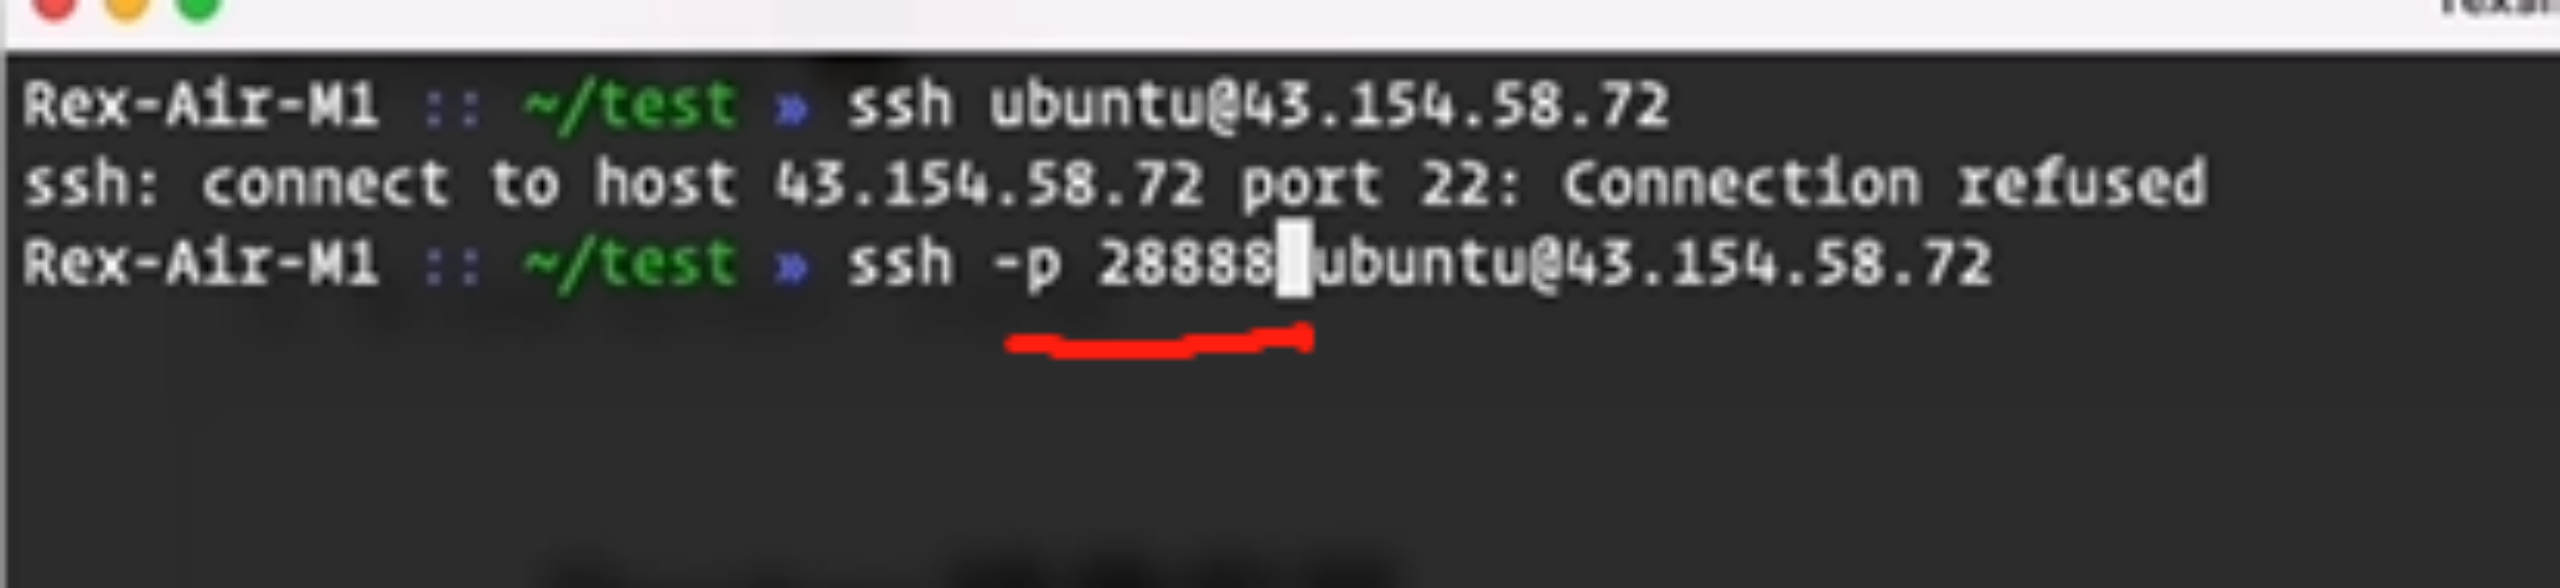 Rex-Air-M1 :: ~/test » ssh ubuntu@43.154.58.72
ssh: connect to host 43.154.58.72 port 22: Connection refused
Rex-Air-M1 :: ~/test » ssh -p 28888 ubuntu@43.154.58.72